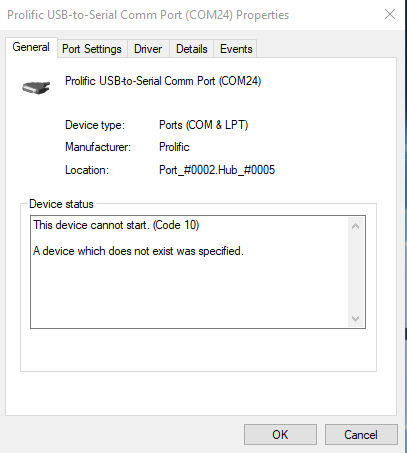 Prolific USB-to-Serial Comm Port (COM24) Properties
General Port Settings Driver Details Events
Prolific USB-to-Serial Comm Port (COM24)
Device type: Ports (COM & LPT)
Manufacturer: Prolific
Location: Port_#0002.Hub_#0005
Device status
This device cannot start. (Code 10)
A device which does not exist was specified.
OK Cancel